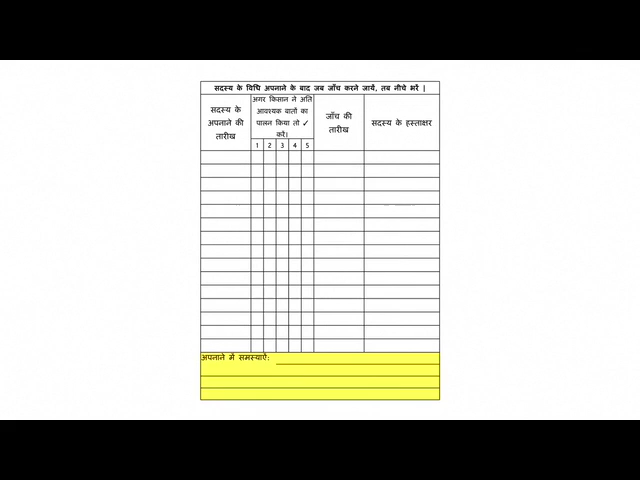 सदस्य के विधि अपनाने के बाद जब जाँच करने जायें, तब नीचे भरें |
सदस्य के
अपनाने की
तारीख
अगर किसान ने अति
आवश्यक बातों का
पालन किया तो ✓
करें।
1 2 3 4 5
जाँच की
तारीख
सदस्य के हस्ताक्षर
अपनाने में समस्याऐं: